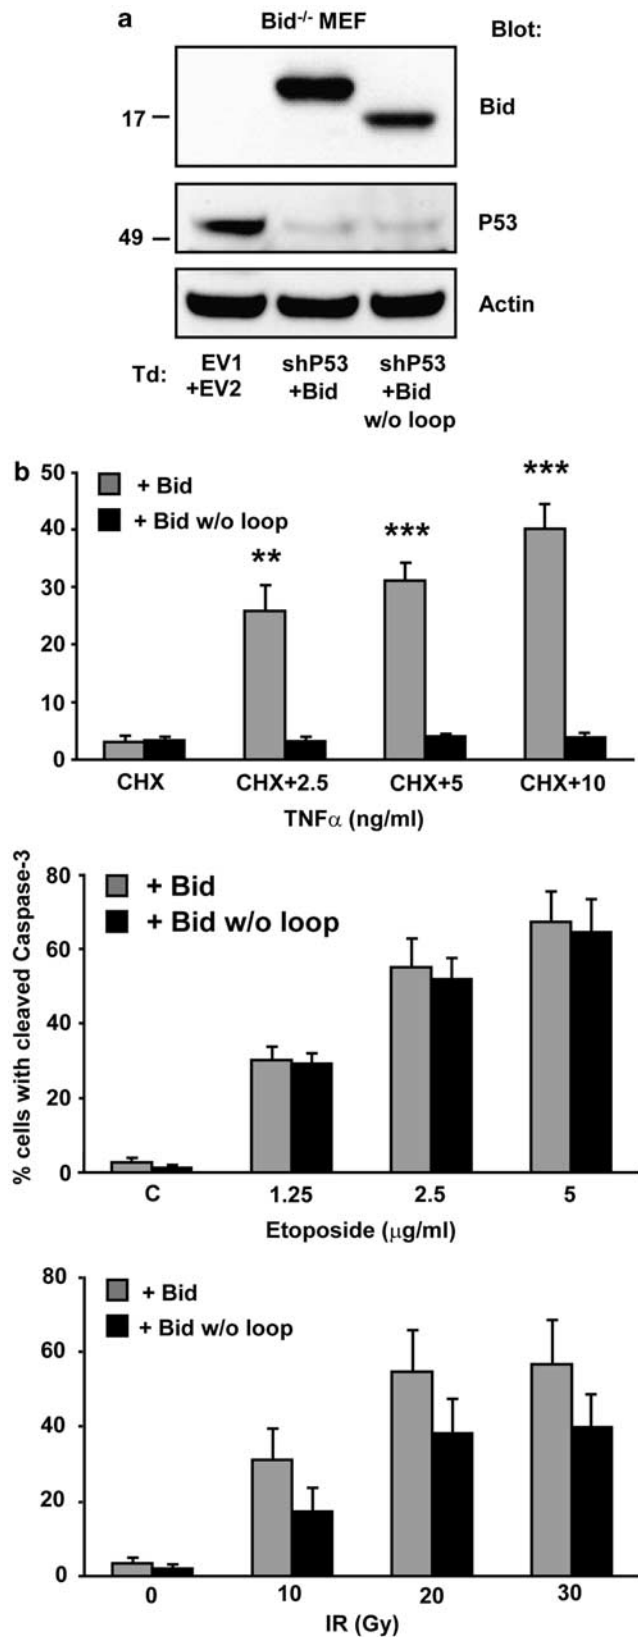 a
Bid-/- MEF
Blot:
17
Bid
49
P53
Actin
Td:
EV1
+EV2
shP53
+Bid
shP53
+Bid
w/o loop
b
50
40
30
20
10
0
+ Bid
+ Bid w/o loop
**
***
***
CHX
CHX+2.5
CHX+5
CHX+10
TNFα (ng/ml)
% cells with cleaved Caspase-3
80
60
40
20
0
+ Bid
+ Bid w/o loop
C
1.25
2.5
5
Etoposide (μg/ml)
80
60
40
20
0
+ Bid
+ Bid w/o loop
0
10
20
30
IR (Gy)